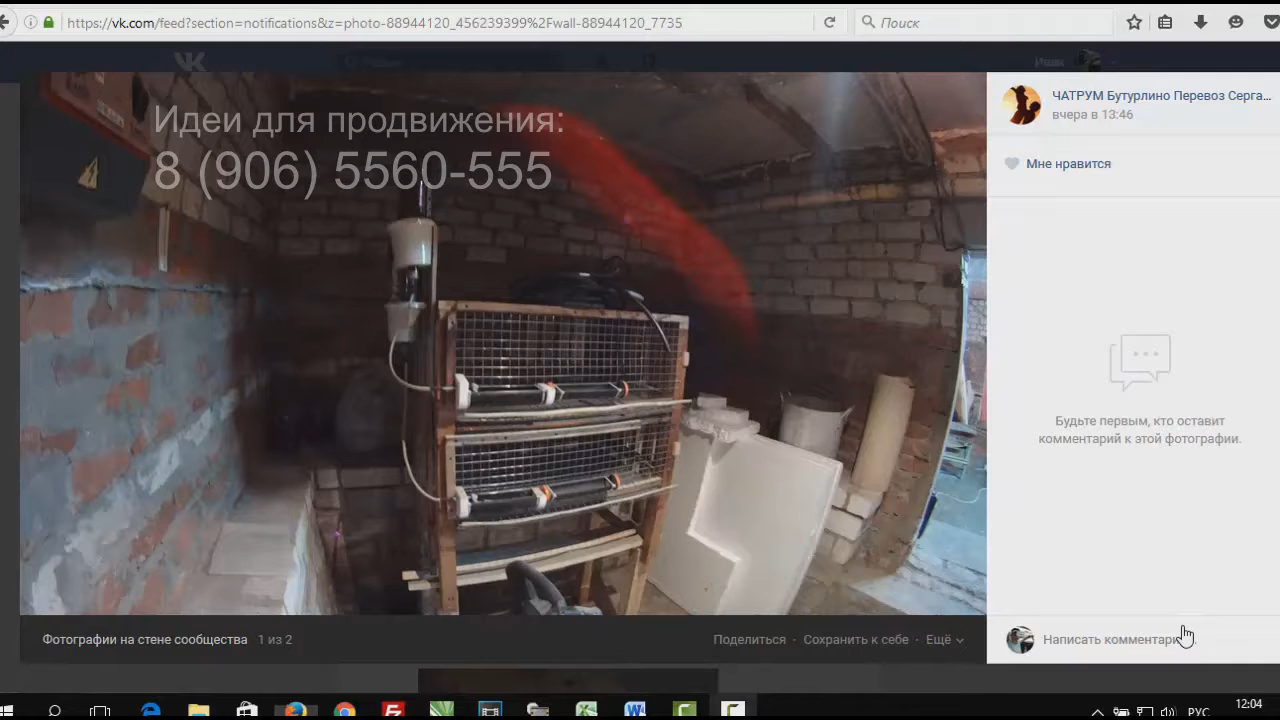 https://vk.com/feed?section=notifications&z=photo-88944120_456239399%2Fwall-88944120_7735
Поиск
Идеи для продвижения:
8 (906) 5560-555
ЧАТРУМ Бутурлино Перевоз Серга...
вчера в 13:46
Мне нравится
Будьте первым, кто оставит
комментарий к этой фотографии.
Фотографии на стене сообщества 1 из 2
Поделиться · Сохранить к себе · Ещё
Написать комментари
РУС
12:04